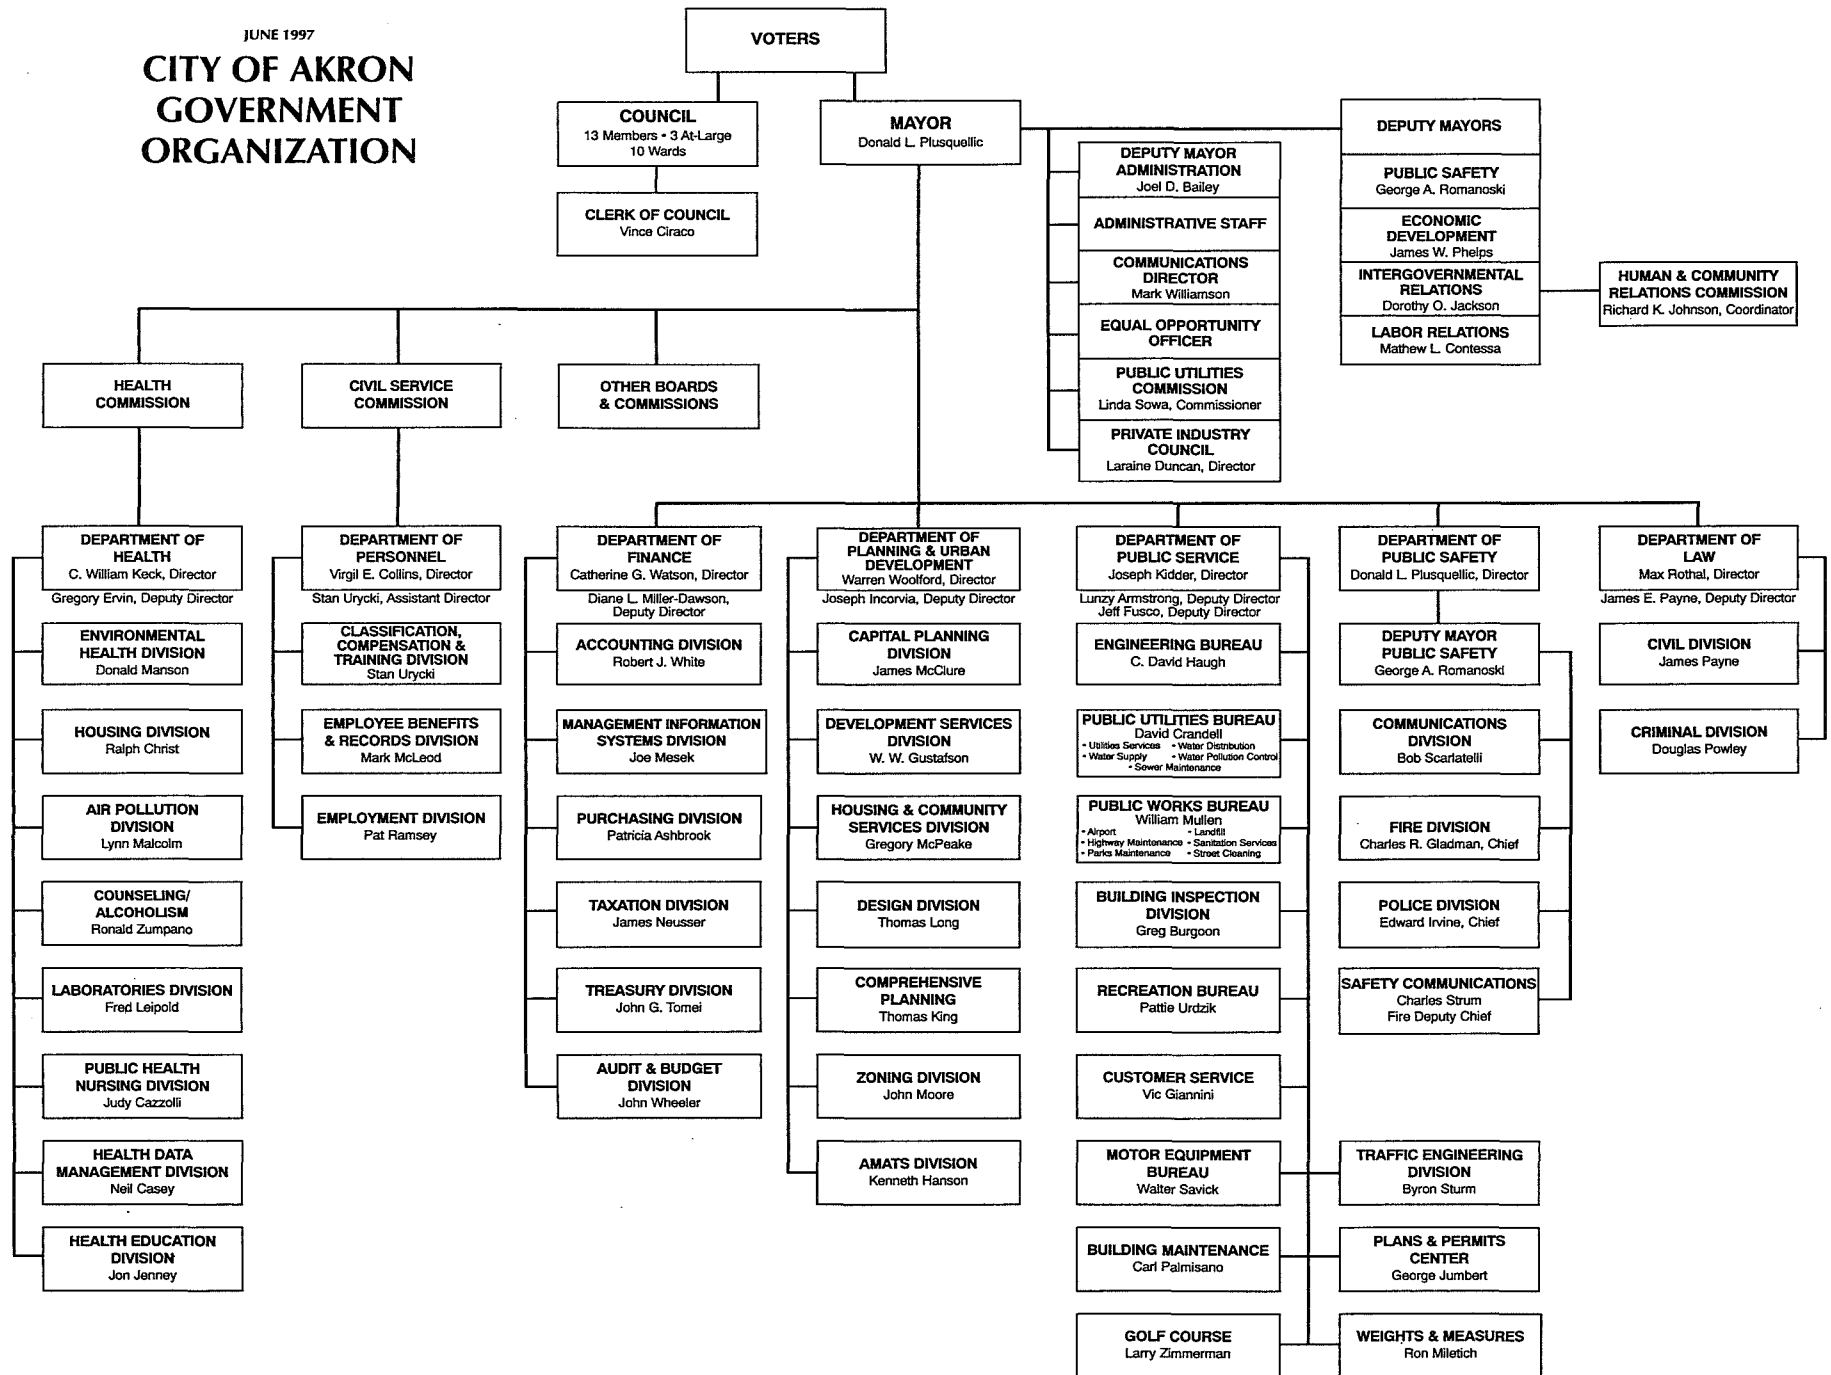 JUNE 1997
CITY OF AKRON
GOVERNMENT
ORGANIZATION
VOTERS
COUNCIL
13 Members • 3 At-Large
10 Wards
CLERK OF COUNCIL
Vince Ciraco
MAYOR
Donald L. Plusquellic
DEPUTY MAYOR
ADMINISTRATION
Joel D. Bailey
ADMINISTRATIVE STAFF
COMMUNICATIONS
DIRECTOR
Mark Williamson
EQUAL OPPORTUNITY
OFFICER
PUBLIC UTILITIES
COMMISSION
Linda Sowa, Commissioner
PRIVATE INDUSTRY
COUNCIL
Laraine Duncan, Director
DEPUTY MAYORS
PUBLIC SAFETY
George A. Romanoski
ECONOMIC
DEVELOPMENT
James W. Phelps
INTERGOVERNMENTAL
RELATIONS
Dorothy O. Jackson
LABOR RELATIONS
Mathew L. Contessa
HUMAN & COMMUNITY
RELATIONS COMMISSION
Richard K. Johnson, Coordinator
HEALTH
COMMISSION
CIVIL SERVICE
COMMISSION
OTHER BOARDS
& COMMISSIONS
DEPARTMENT OF
HEALTH
C. William Keck, Director
Gregory Ervin, Deputy Director
ENVIRONMENTAL
HEALTH DIVISION
Donald Manson
HOUSING DIVISION
Ralph Christ
AIR POLLUTION
DIVISION
Lynn Malcolm
COUNSELING/
ALCOHOLISM
Ronald Zumpano
LABORATORIES DIVISION
Fred Leipold
PUBLIC HEALTH
NURSING DIVISION
Judy Cazzolli
HEALTH DATA
MANAGEMENT DIVISION
Neil Casey
HEALTH EDUCATION
DIVISION
Jon Jenney
DEPARTMENT OF
PERSONNEL
Virgil E. Collins, Director
Stan Urycki, Assistant Director
CLASSIFICATION,
COMPENSATION &
TRAINING DIVISION
Stan Urycki
EMPLOYEE BENEFITS
& RECORDS DIVISION
Mark McLeod
EMPLOYMENT DIVISION
Pat Ramsey
DEPARTMENT OF
FINANCE
Catherine G. Watson, Director
Diane L. Miller-Dawson,
Deputy Director
ACCOUNTING DIVISION
Robert J. White
MANAGEMENT INFORMATION
SYSTEMS DIVISION
Joe Mesek
PURCHASING DIVISION
Patricia Ashbrook
TAXATION DIVISION
James Neusser
TREASURY DIVISION
John G. Tomei
AUDIT & BUDGET
DIVISION
John Wheeler
DEPARTMENT OF
PLANNING & URBAN
DEVELOPMENT
Warren Woolford, Director
Joseph Incorvia, Deputy Director
CAPITAL PLANNING
DIVISION
James McClure
DEVELOPMENT SERVICES
DIVISION
W. W. Gustafson
HOUSING & COMMUNITY
SERVICES DIVISION
Gregory McPeake
DESIGN DIVISION
Thomas Long
COMPREHENSIVE
PLANNING
Thomas King
ZONING DIVISION
John Moore
AMATS DIVISION
Kenneth Hanson
DEPARTMENT OF
PUBLIC SERVICE
Joseph Kidder, Director
Lunzy Armstrong, Deputy Director
Jeff Fusco, Deputy Director
ENGINEERING BUREAU
C. David Haugh
PUBLIC UTILITIES BUREAU
David Crandell
• Utilities Services • Water Distribution
• Water Supply • Water Pollution Control
• Sewer Maintenance
PUBLIC WORKS BUREAU
William Mullen
• Airport • Landfill
• Highway Maintenance • Sanitation Services
• Parks Maintenance • Street Cleaning
BUILDING INSPECTION
DIVISION
Greg Burgoon
RECREATION BUREAU
Pattie Urdzik
CUSTOMER SERVICE
Vic Giannini
MOTOR EQUIPMENT
BUREAU
Walter Savick
BUILDING MAINTENANCE
Carl Palmisano
GOLF COURSE
Larry Zimmerman
DEPARTMENT OF
PUBLIC SAFETY
Donald L. Plusquellic, Director
DEPUTY MAYOR
PUBLIC SAFETY
George A. Romanoski
COMMUNICATIONS
DIVISION
Bob Scarlatelli
FIRE DIVISION
Charles R. Gladman, Chief
POLICE DIVISION
Edward Irvine, Chief
SAFETY COMMUNICATIONS
Charles Strum
Fire Deputy Chief
TRAFFIC ENGINEERING
DIVISION
Byron Sturm
PLANS & PERMITS
CENTER
George Jumbert
WEIGHTS & MEASURES
Ron Miletich
DEPARTMENT OF
LAW
Max Rothal, Director
James E. Payne, Deputy Director
CIVIL DIVISION
James Payne
CRIMINAL DIVISION
Douglas Powley